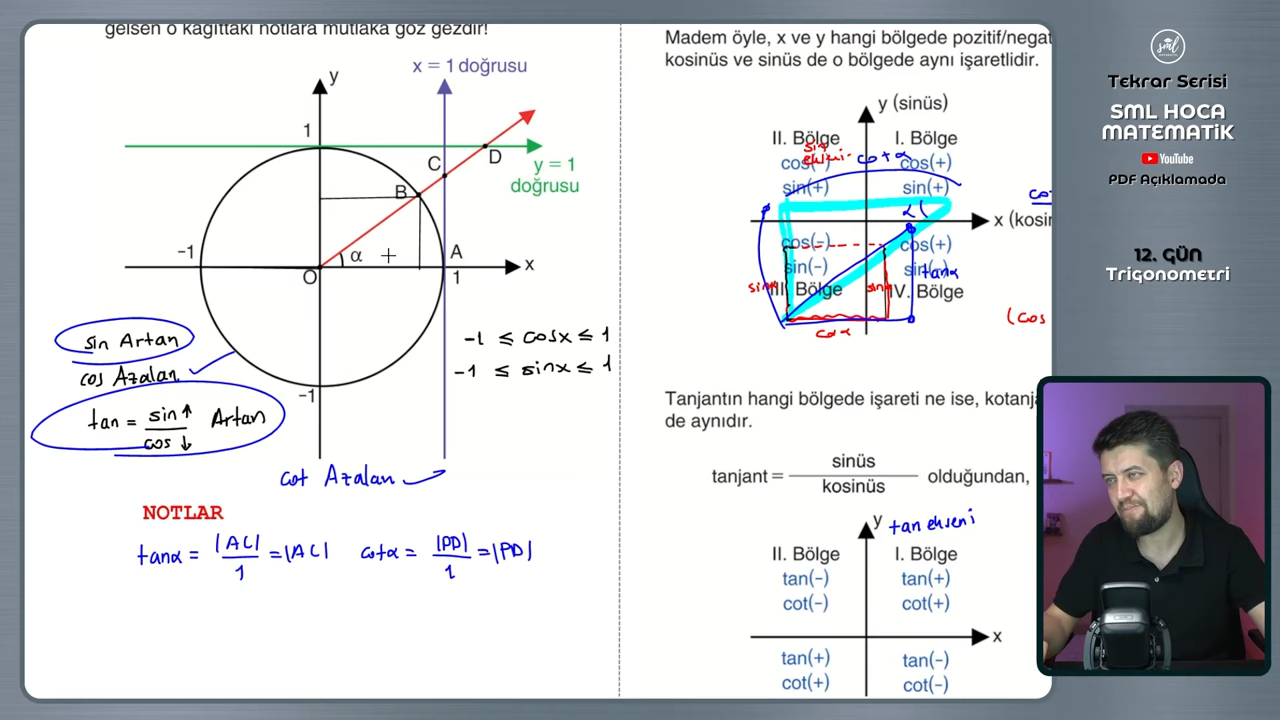 gelsen o kağıttaki notlara mutlaka göz gezdir!
x = 1 doğrusu
y
1
C
D
y = 1
doğrusu
B
−1
α
A
O
1
x
−1
sin Artan
cos Azalan
tan = sin↑ / cos↓ Artan
-1 ≤ cosx ≤ 1
-1 ≤ sinx ≤ 1
cot Azalan
NOTLAR
tanα = |AC| / 1 = |AC| cotα = |PD| / 1 = |PD|
Madem öyle, x ve y hangi bölgede pozitif/negat
kosinüs ve sinüs de o bölgede aynı işaretlidir.
y (sinüs)
II. Bölge
I. Bölge
sin
cos(-)
cotα
cos(+)
sin(+)
sin(+)
α
x (kosin
cos(−)
cos(+)
sin(−)
sin(−)
tanα
III. Bölge
IV. Bölge
(cos
Tanjantın hangi bölgede işareti ne ise, kotanja
de aynıdır.
tanjant = sinüs / kosinüs olduğundan,
y
tan ekseni
II. Bölge
I. Bölge
tan(−)
tan(+)
cot(−)
cot(+)
x
tan(+)
tan(−)
cot(+)
cot(−)
sml
Tekrar Serisi
SML HOCA
MATEMATİK
YouTube
PDF Açıklamada
12. GÜN
Trigonometri